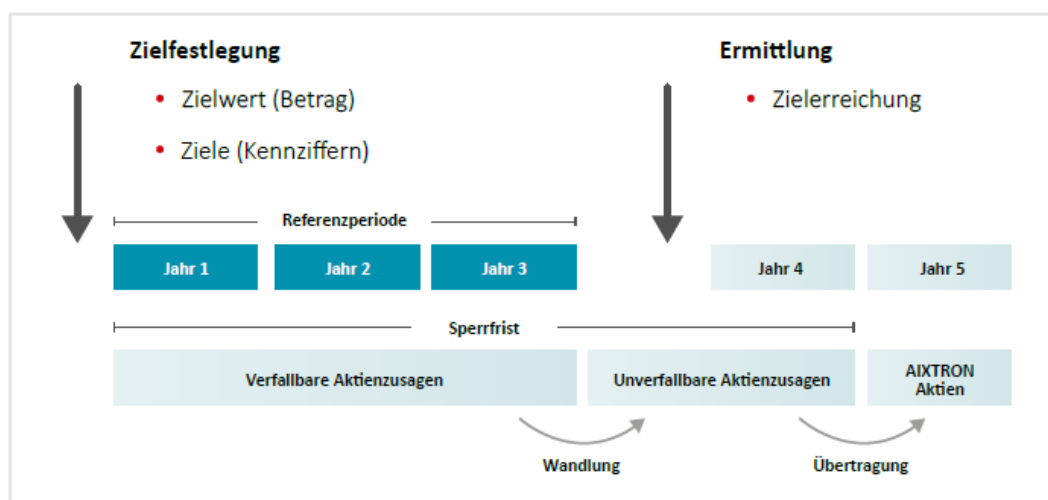 Zielfestlegung
• Zielwert (Betrag)
• Ziele (Kennziffern)
Ermittlung
• Zielerreichung
Referenzperiode
Jahr 1
Jahr 2
Jahr 3
Jahr 4
Jahr 5
Sperrfrist
Verfallbare Aktienzusagen
Unverfallbare Aktienzusagen
AIXTRON
Aktien
Wandlung
Übertragung